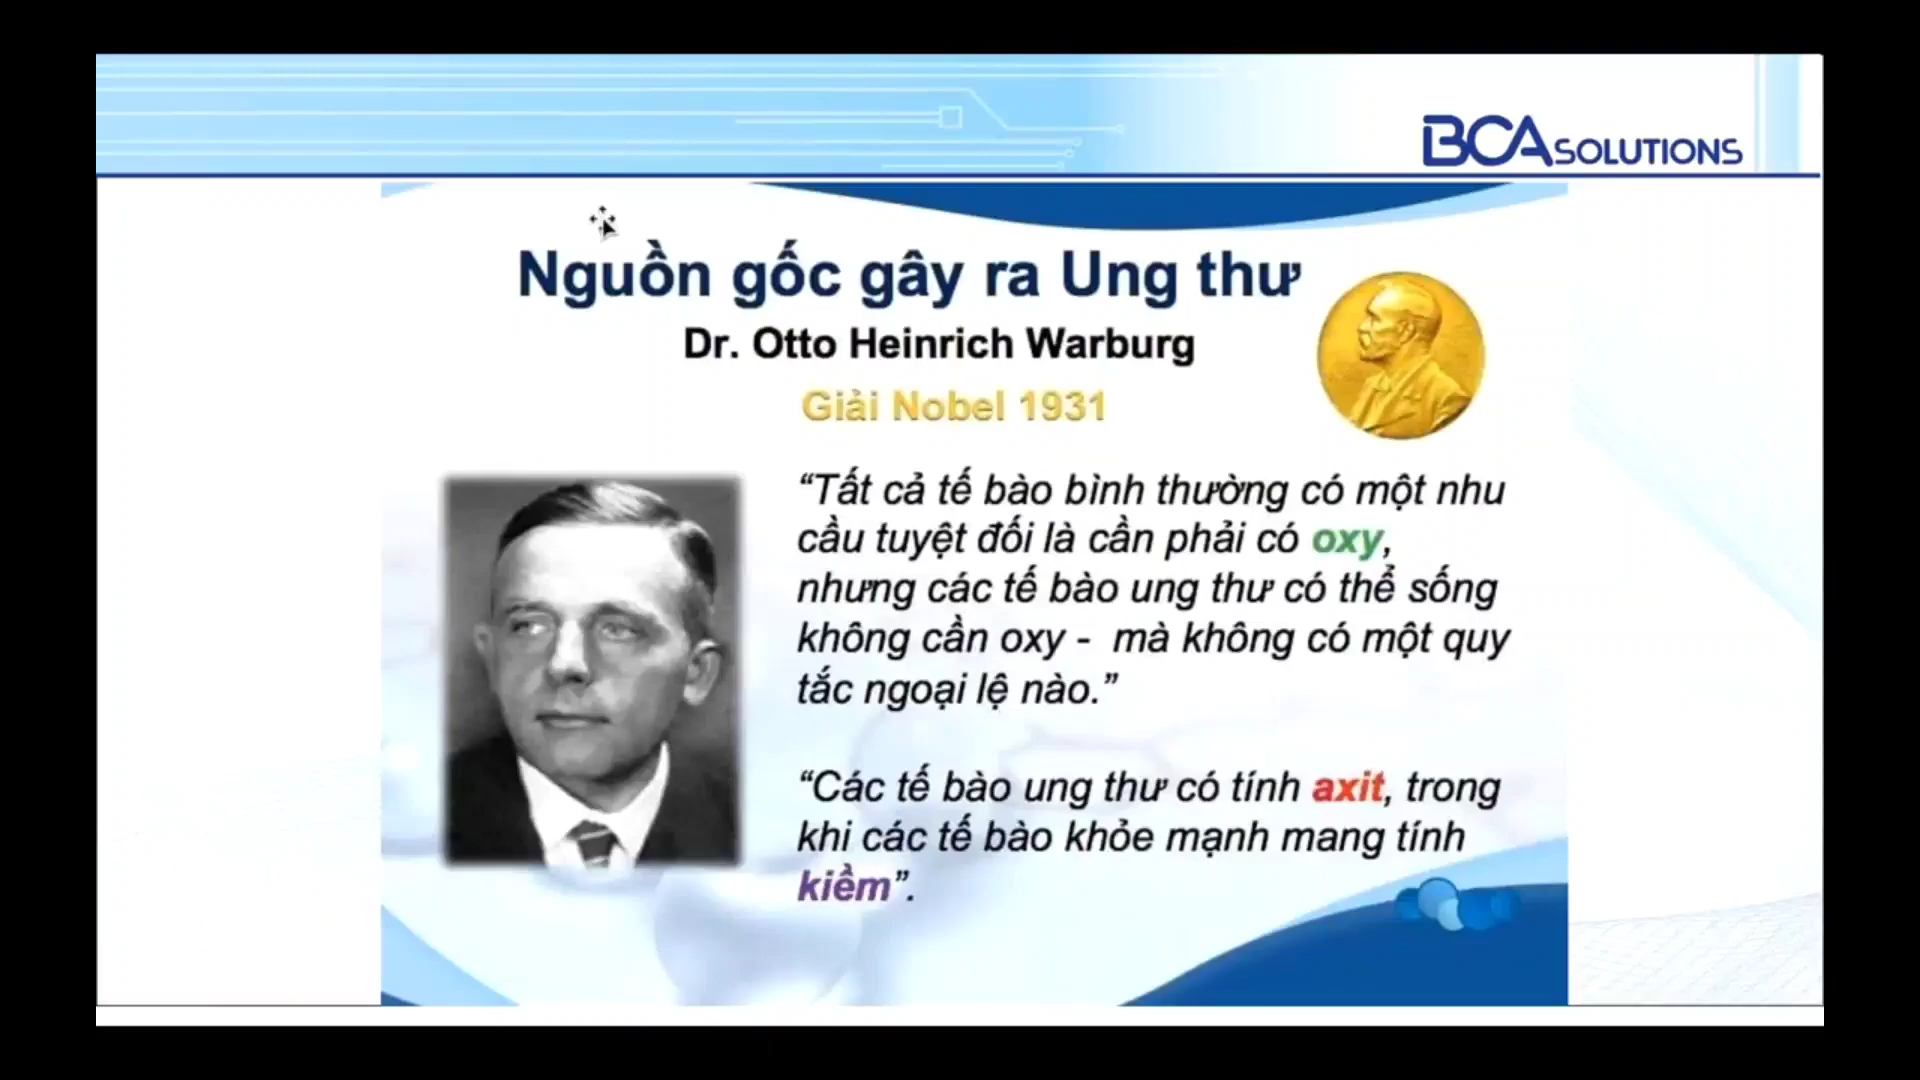 BCA SOLUTIONS
Nguồn gốc gây ra Ung thư
Dr. Otto Heinrich Warburg
Giải Nobel 1931
“Tất cả tế bào bình thường có một nhu
cầu tuyệt đối là cần phải có oxy,
nhưng các tế bào ung thư có thể sống
không cần oxy - mà không có một quy
tắc ngoại lệ nào.”
“Các tế bào ung thư có tính axit, trong
khi các tế bào khỏe mạnh mang tính
kiềm”.